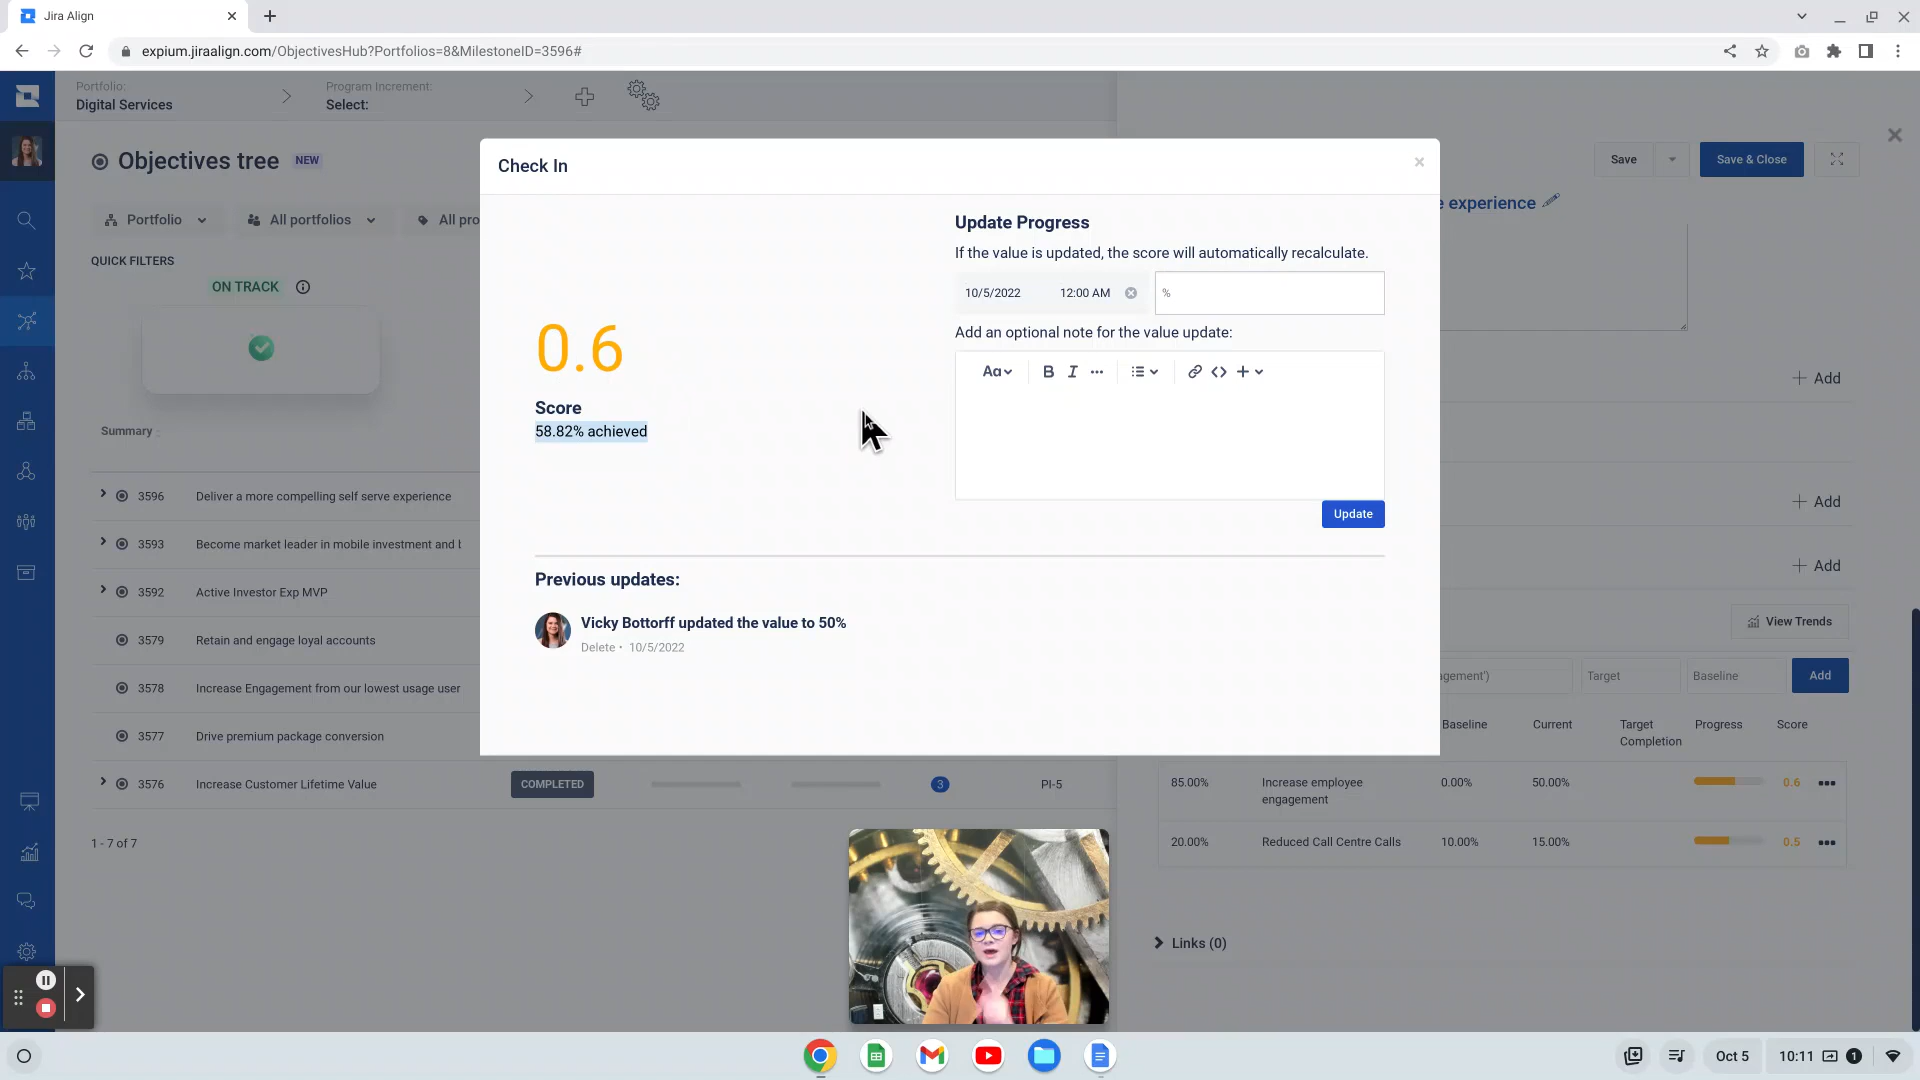 Jira Align
expium.jiraalign.com/ObjectivesHub?Portfolios=8&MilestoneID=3596#
Portfolio:
Digital Services
Program Increment:
Select:
Objectives tree NEW
Portfolio
All portfolios
All pro
QUICK FILTERS
ON TRACK
Summary
3596 Deliver a more compelling self serve experience
3593 Become market leader in mobile investment and b
3592 Active Investor Exp MVP
3579 Retain and engage loyal accounts
3578 Increase Engagement from our lowest usage user
3577 Drive premium package conversion
3576 Increase Customer Lifetime Value COMPLETED 3 PI-5
1 - 7 of 7
Check In
0.6
Score
58.82% achieved
Update Progress
If the value is updated, the score will automatically recalculate.
10/5/2022 12:00 AM %
Add an optional note for the value update:
Aa B I
Update
Previous updates:
Vicky Bottorff updated the value to 50%
Delete • 10/5/2022
Save
Save & Close
e experience
Add
Add
Add
View Trends
agement')
Target
Baseline
Add
Baseline Current Target Completion Progress Score
85.00% Increase employee engagement 0.00% 50.00% 0.6
20.00% Reduced Call Centre Calls 10.00% 15.00% 0.5
Links (0)
Oct 5
10:11
1